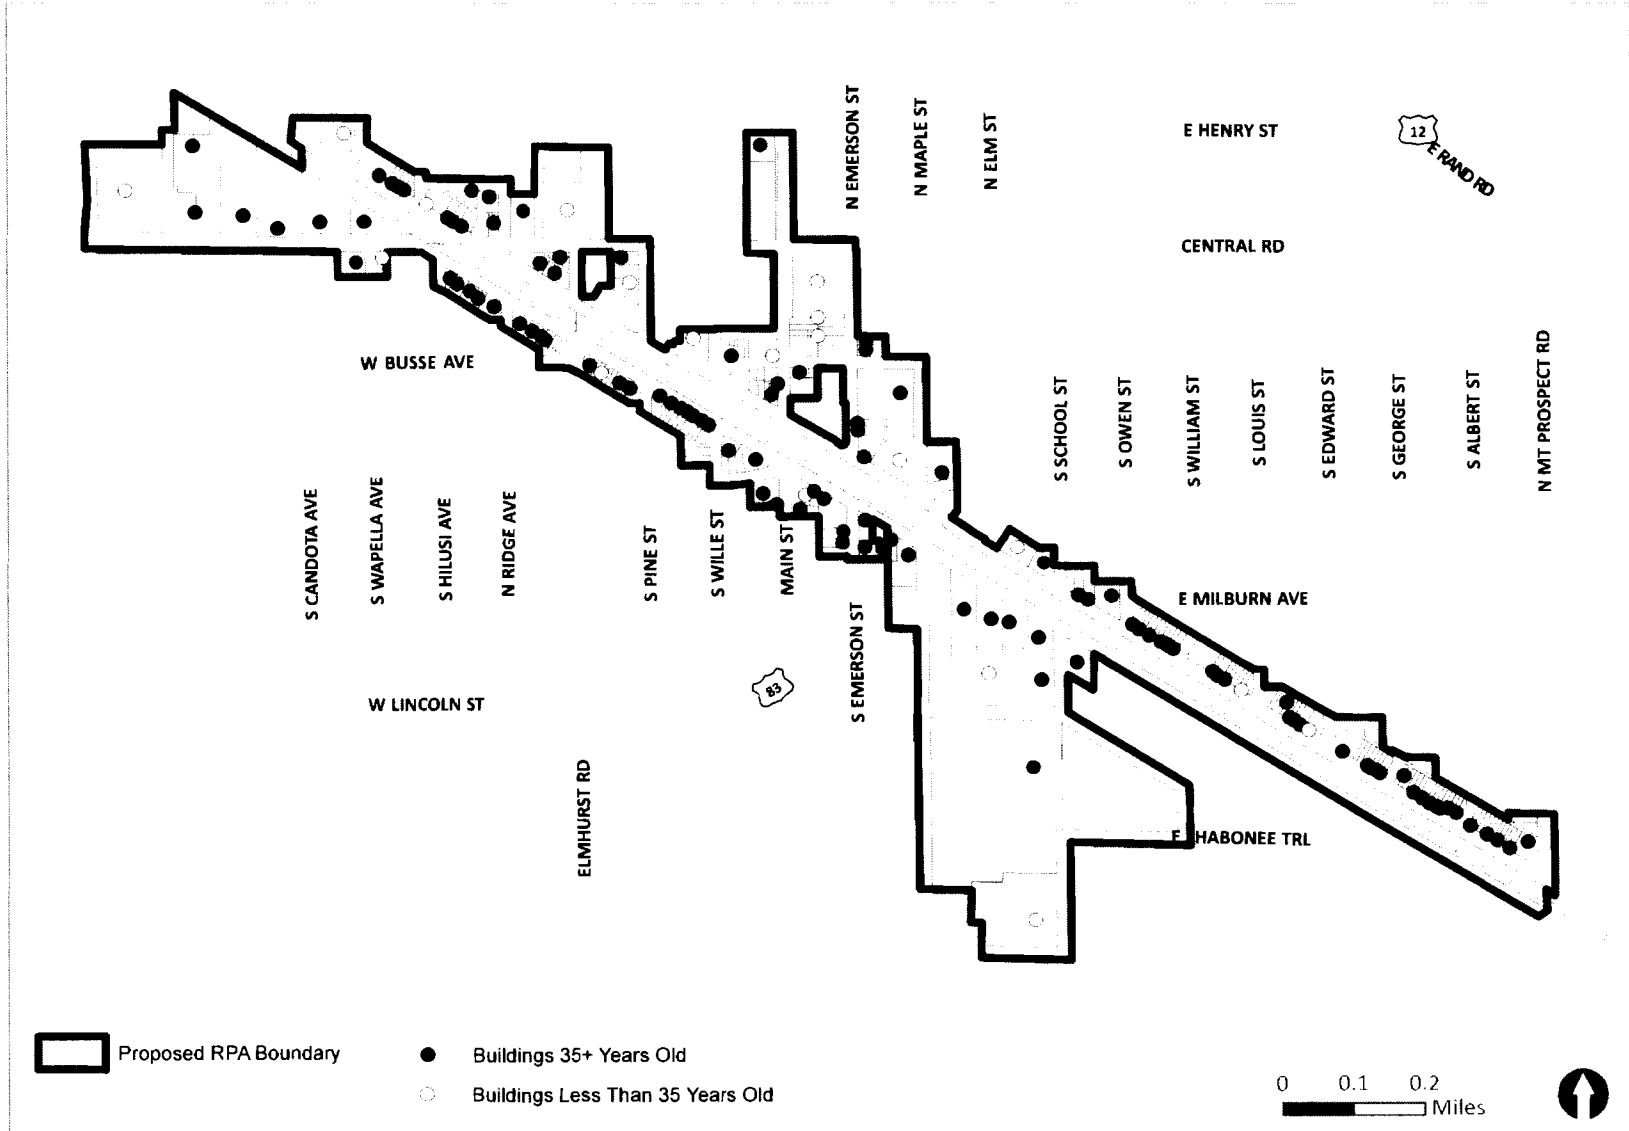 N EMERSON ST
N MAPLE ST
N ELM ST
E HENRY ST
12
E RAND RD
CENTRAL RD
W BUSSE AVE
S SCHOOL ST
S OWEN ST
S WILLIAM ST
S LOUIS ST
S EDWARD ST
S GEORGE ST
S ALBERT ST
N MT PROSPECT RD
S CANDOTA AVE
S WAPELLA AVE
S HILUSI AVE
N RIDGE AVE
S PINE ST
S WILLE ST
MAIN ST
S EMERSON ST
E MILBURN AVE
W LINCOLN ST
83
ELMHURST RD
E HABONEE TRL
Proposed RPA Boundary
Buildings 35+ Years Old
Buildings Less Than 35 Years Old
0 0.1 0.2
Miles